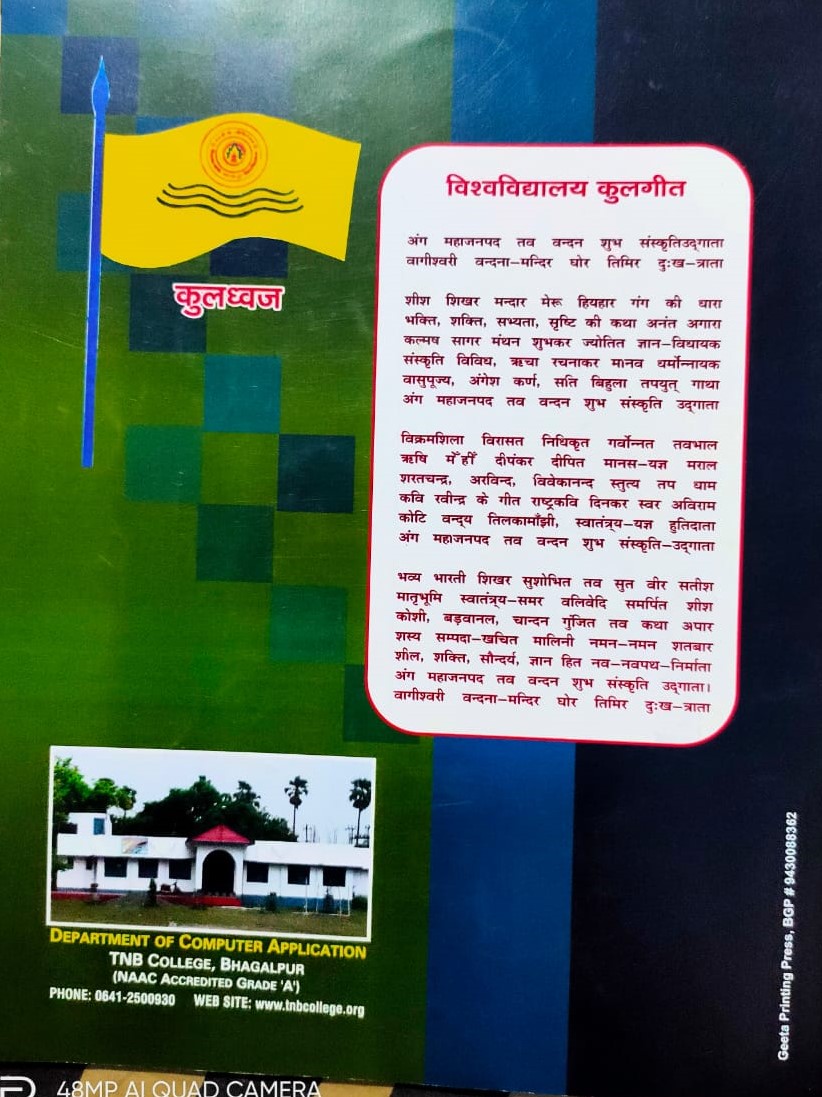 कुलध्वज
विश्वविद्यालय कुलगीत
अंग महाजनपद तव वन्दन शुभ संस्कृतिउद्गाता
वागीश्वरी वन्दना–मन्दिर घोर तिमिर दुःख–त्राता
शीश शिखर मन्दार मेरू हियहार गंग की धारा
भक्ति, शक्ति, सभ्यता, सृष्टि की कथा अनंत अगारा
कल्मष सागर मंथन शुभकर ज्योतित ज्ञान–विधायक
संस्कृति विविध, ऋचा रचनाकर मानव धर्मोन्नायक
वासुपूज्य, अंगेश कर्ण, सति बिहुला तपयुत् गाथा
अंग महाजनपद तव वन्दन शुभ संस्कृति उद्गाता
विक्रमशिला विरासत निधिकृत गर्वोन्नत तवभाल
ऋषि मेँहीँ दीपंकर दीपित मानस–यज्ञ मराल
शरतचन्द्र, अरविन्द, विवेकानन्द स्तुत्य तप धाम
कवि रवीन्द्र के गीत राष्ट्रकवि दिनकर स्वर अविराम
कोटि वन्द्य तिलकामाँझी, स्वातंत्र्य–यज्ञ हुतिदाता
अंग महाजनपद तव वन्दन शुभ संस्कृति–उद्गाता
भव्य भारती शिखर सुशोभित तव सुत वीर सतीश
मातृभूमि स्वातंत्र्य–समर वलिवेदि समर्पित शीश
कोशी, बड़वानल, चान्दन गुंजित तव कथा अपार
शस्य सम्पदा–खचित मालिनी नमन–नमन शतबार
शील, शक्ति, सौन्दर्य, ज्ञान हित नव–नवपथ–निर्माता
अंग महाजनपद तव वन्दन शुभ संस्कृति उद्गाता।
वागीश्वरी वन्दना–मन्दिर घोर तिमिर दुःख–त्राता
DEPARTMENT OF COMPUTER APPLICATION
TNB COLLEGE, BHAGALPUR
(NAAC ACCREDITED GRADE 'A')
PHONE: 0641-2500930 WEB SITE: www.tnbcollege.org
Geeta Printing Press, BGP # 9430088362
48MP AI QUAD CAMERA